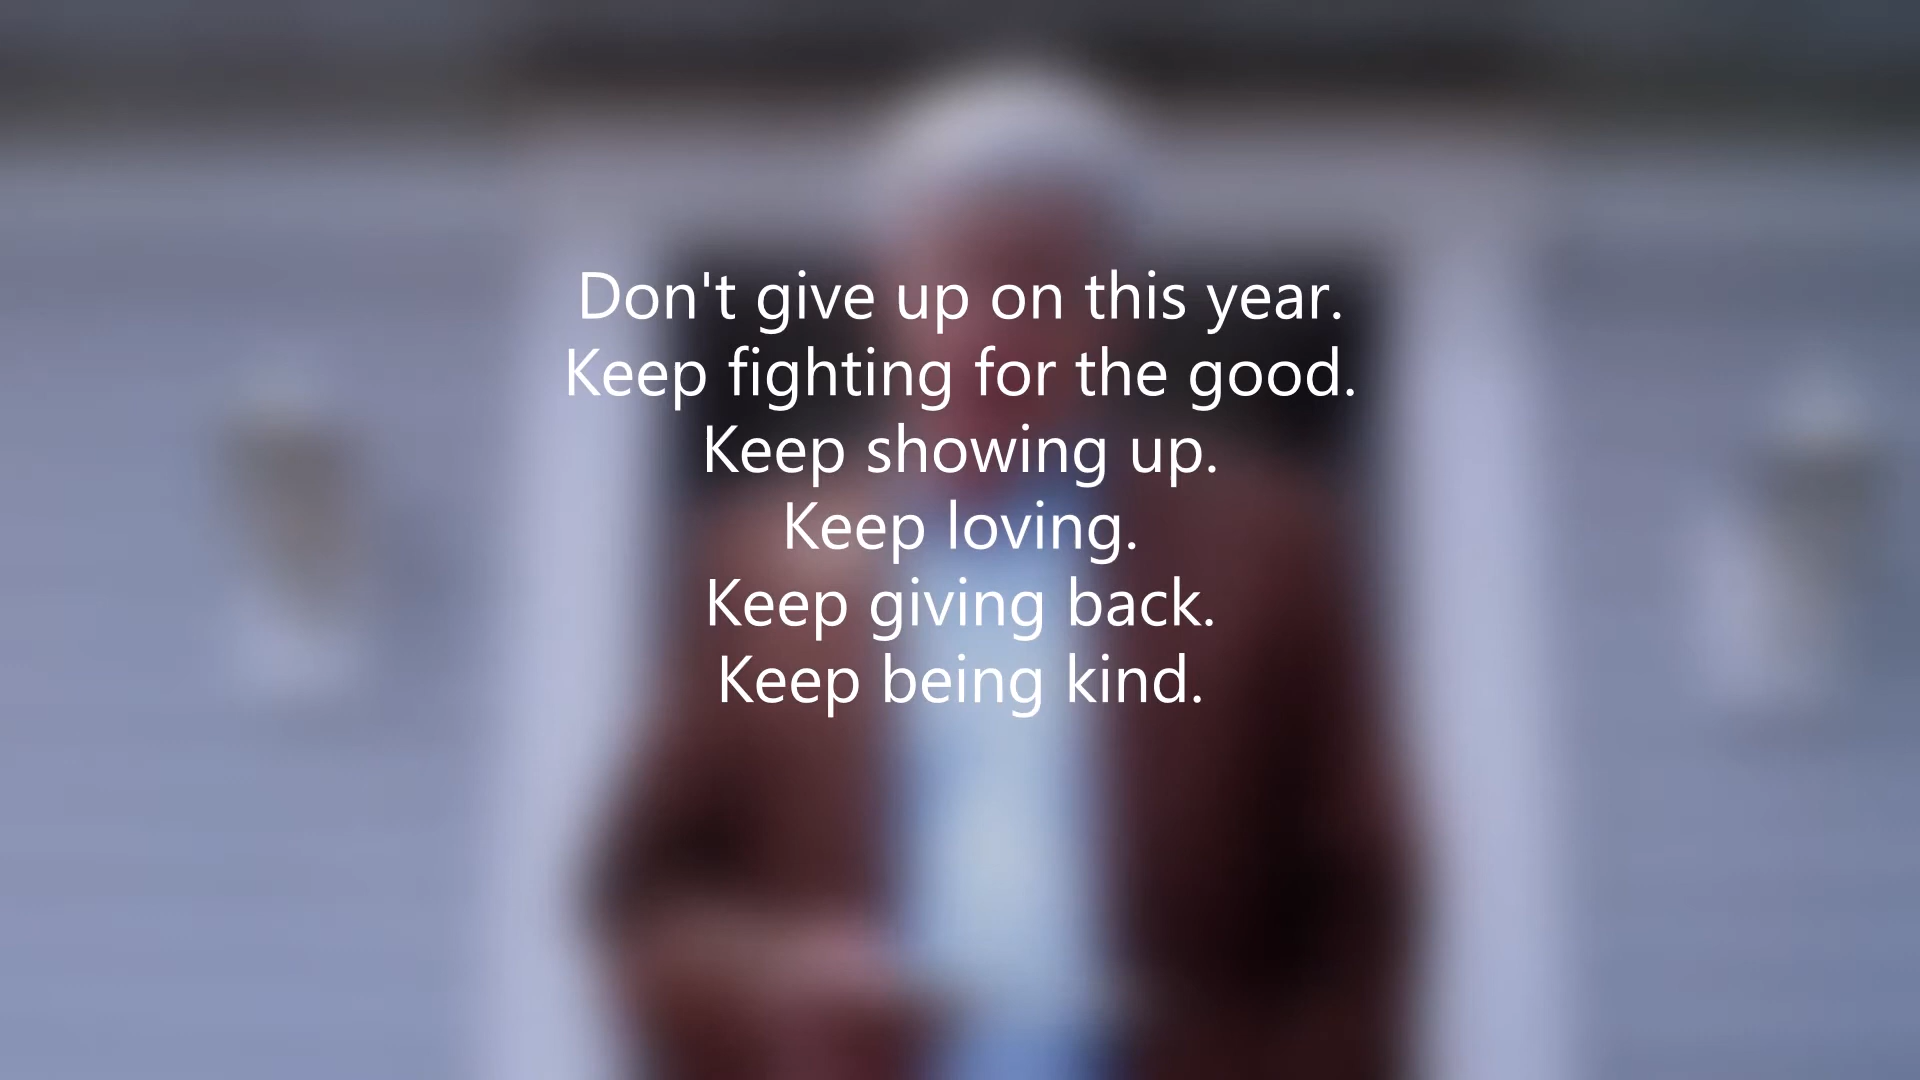 Don't give up on this year.
Keep fighting for the good.
Keep showing up.
Keep loving.
Keep giving back.
Keep being kind.